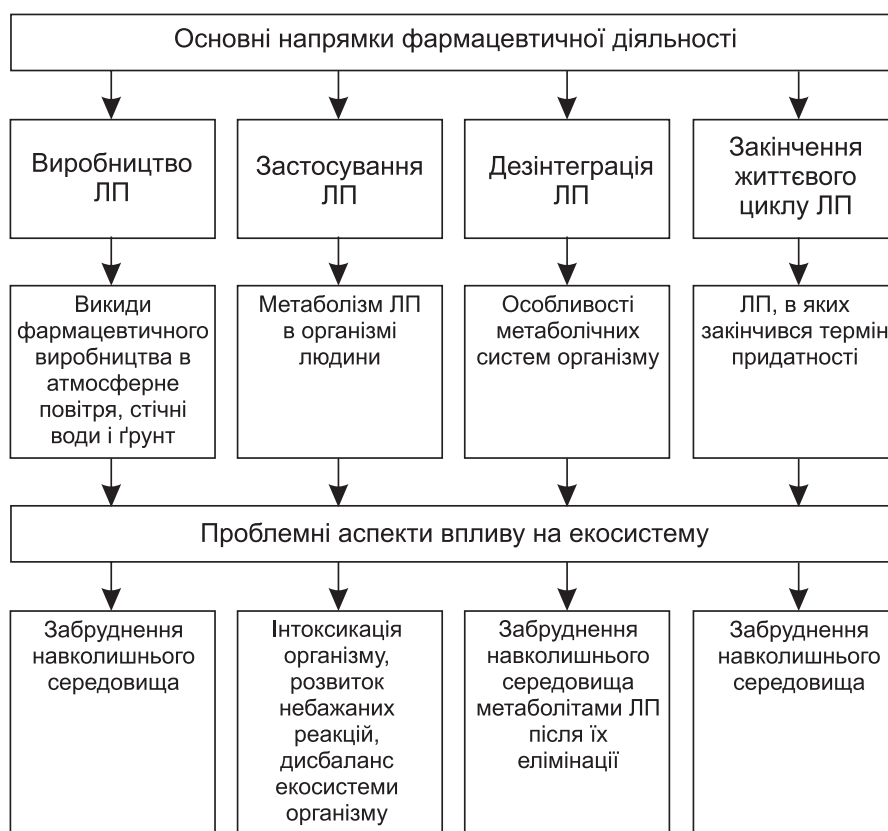 Основні напрямки фармацевтичної діяльності
Виробництво
ЛП
Застосування
ЛП
Дезінтеграція
ЛП
Закінчення
життєвого
циклу ЛП
Викиди
фармацевтичного
виробництва в
атмосферне
повітря, стічні
води і ґрунт
Метаболізм ЛП
в організмі
людини
Особливості
метаболічних
систем організму
ЛП, в яких
закінчився термін
придатності
Проблемні аспекти впливу на екосистему
Забруднення
навколишнього
середовища
Інтоксикація
організму,
розвиток
небажаних
реакцій,
дисбаланс
екосистеми
організму
Забруднення
навколишнього
середовища
метаболітами ЛП
після їх
елімінації
Забруднення
навколишнього
середовища